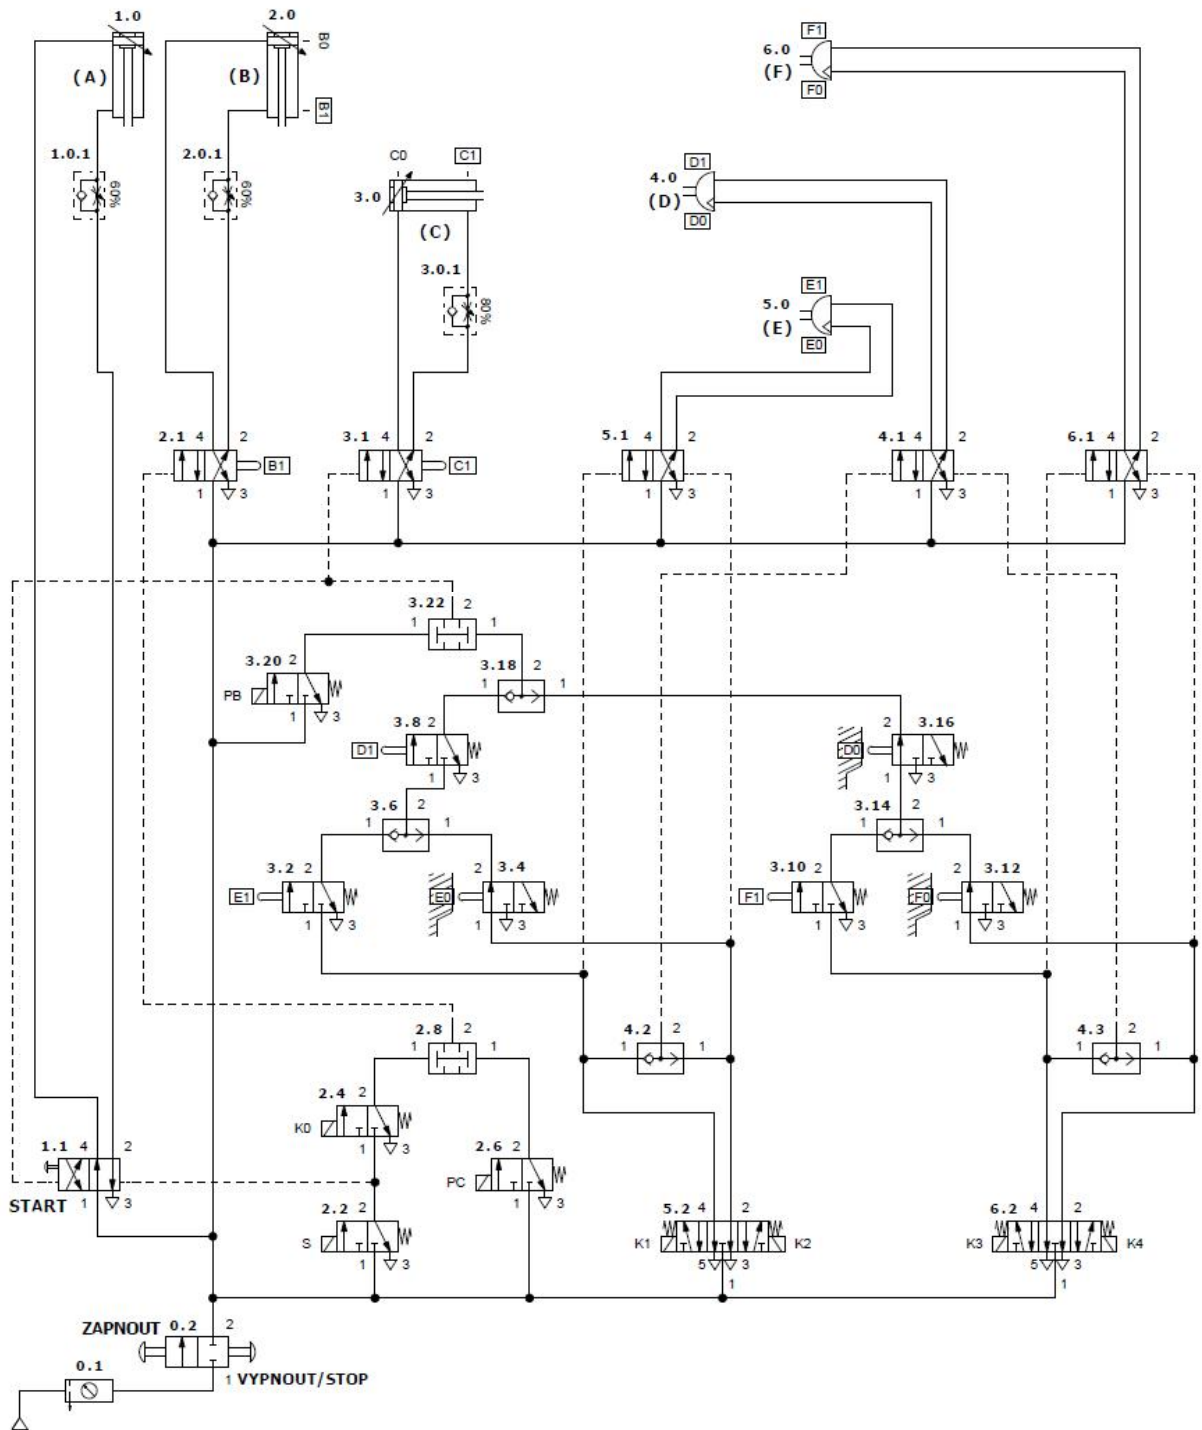 1.0
2.0
B0
F1
6.0
(F)
F0
(A)
(B)
B1
1.0.1
2.0.1
60%
60%
C0
C1
3.0
(C)
D1
4.0
(D)
D0
3.0.1
80%
E1
5.0
(E)
E0
2.1 4 2
B1
1 3
3.1 4 2
C1
1 3
5.1 4 2
1 3
4.1 4 2
1 3
6.1 4 2
1 3
3.22 2
1 1
3.20 2
PB
1 3
3.18 2
1 1
3.8 2
D1
1 3
2 3.16
D0
1 3
3.6 2
1 1
3.14 2
1 1
3.2 2
E1
1 3
3.4
2
E0
1 3
3.10 2
F1
1 3
2 3.12
F0
1 3
2.8 2
1 1
4.2 2
1 1
4.3 2
1 1
2.4 2
K0
1 3
1.1 4 2
START
1 3
2.6 2
PC
1 3
2.2 2
S
1 3
5.2 4 2
K1
K2
5 3
1
6.2 4 2
K3
K4
5 3
1
ZAPNOUT 0.2 2
1 VYPNOUT/STOP
0.1